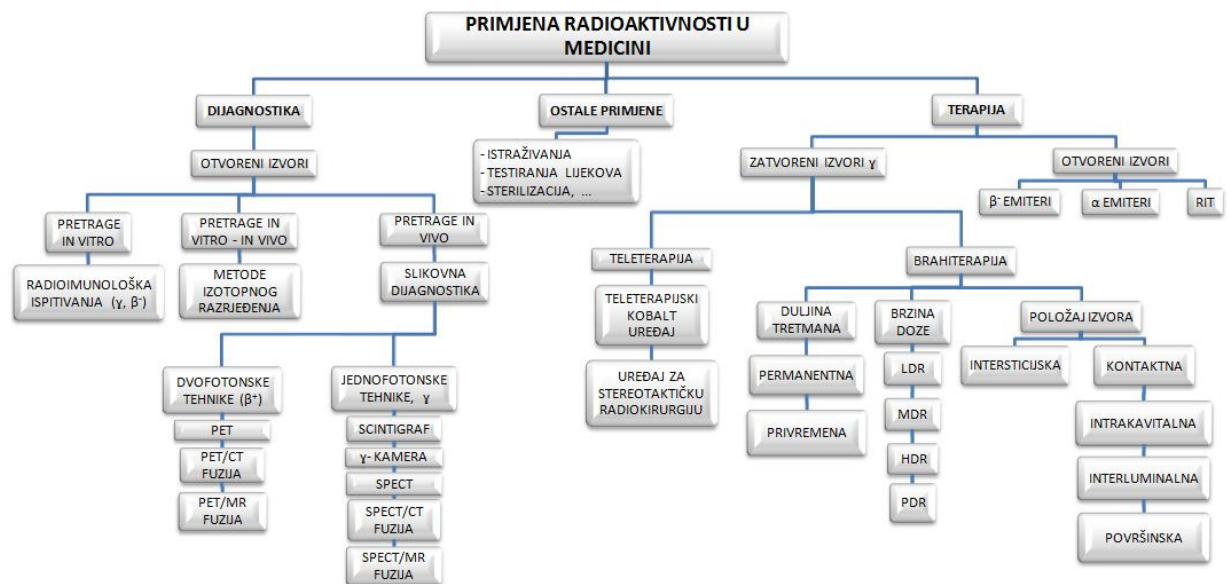 PRIMJENA RADIOAKTIVNOSTI U
MEDICINI
DIJAGNOSTIKA
OSTALE PRIMJENE
TERAPIJA
OTVORENI IZVORI
- ISTRAŽIVANJA
- TESTIRANJA LIJEKOVA
- STERILIZACIJA, ...
ZATVORENI IZVORI ɣ
OTVORENI IZVORI
β⁻ EMITERI
α EMITERI
RIT
PRETRAGE
IN VITRO
PRETRAGE IN
VITRO - IN VIVO
PRETRAGE IN
VIVO
RADIOIMUNOLOŠKA
ISPITIVANJA (ɣ, β⁻)
METODE
IZOTOPNOG
RAZRJEĐENJA
SLIKOVNA
DIJAGNOSTIKA
DVOFOTONSKE
TEHNIKE (β⁺)
PET
PET/CT
FUZIJA
PET/MR
FUZIJA
JEDNOFOTONSKE
TEHNIKE, ɣ
SCINTIGRAF
ɣ- KAMERA
SPECT
SPECT/CT
FUZIJA
SPECT/MR
FUZIJA
TELETERAPIJA
TELETERAPIJSKI
KOBALT
UREĐAJ
UREĐAJ ZA
STEREOTAKTIČKU
RADIOKIRURGIJU
BRAHITERAPIJA
DULJINA
TRETMANA
PERMANENTNA
PRIVREMENA
BRZINA
DOZE
LDR
MDR
HDR
PDR
POLOŽAJ IZVORA
INTERSTICIJSKA
KONTAKTNA
INTRAKAVITALNA
INTERLUMINALNA
POVRŠINSKA